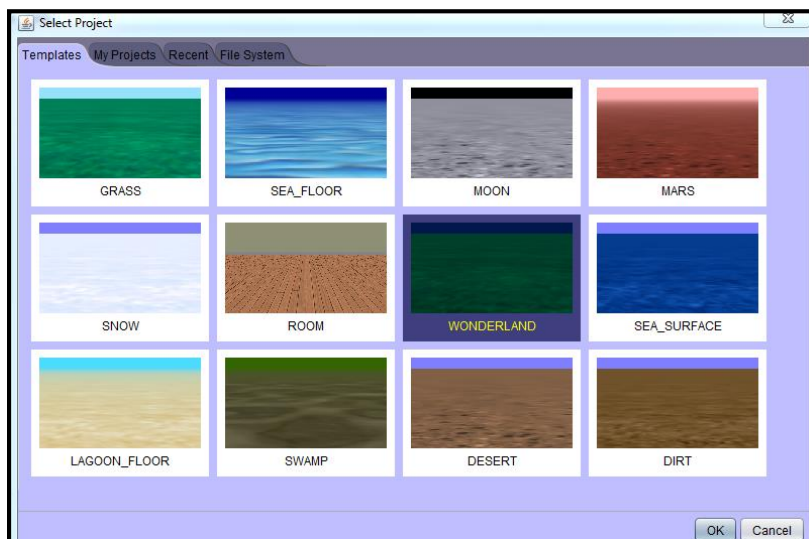 Select Project
Templates My Projects Recent File System
GRASS SEA_FLOOR MOON MARS
SNOW ROOM WONDERLAND SEA_SURFACE
LAGOON_FLOOR SWAMP DESERT DIRT
OK Cancel